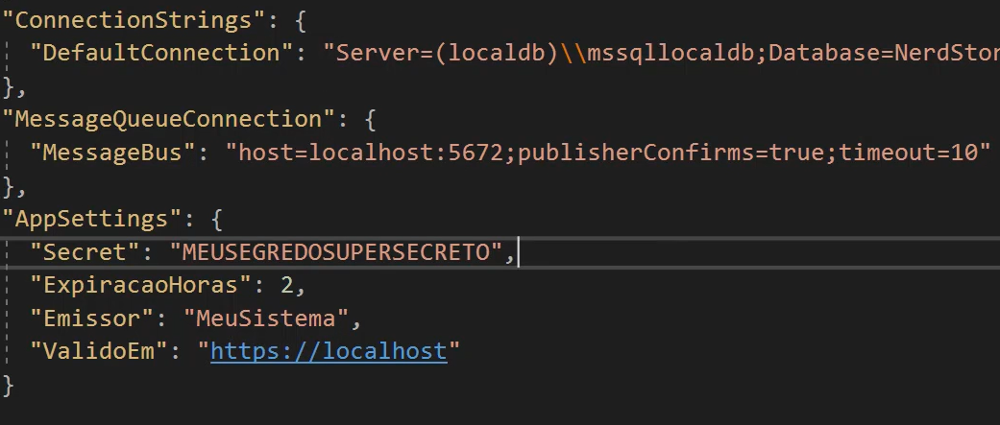 "ConnectionStrings": {
"DefaultConnection": "Server=(localdb)\\mssqllocaldb;Database=NerdStor
},
"MessageQueueConnection": {
"MessageBus": "host=localhost:5672;publisherConfirms=true;timeout=10"
},
"AppSettings": {
"Secret": "MEUSEGREDOSUPERSECRETO",
"ExpiracaoHoras": 2,
"Emissor": "MeuSistema",
"ValidoEm": "https://localhost"
}